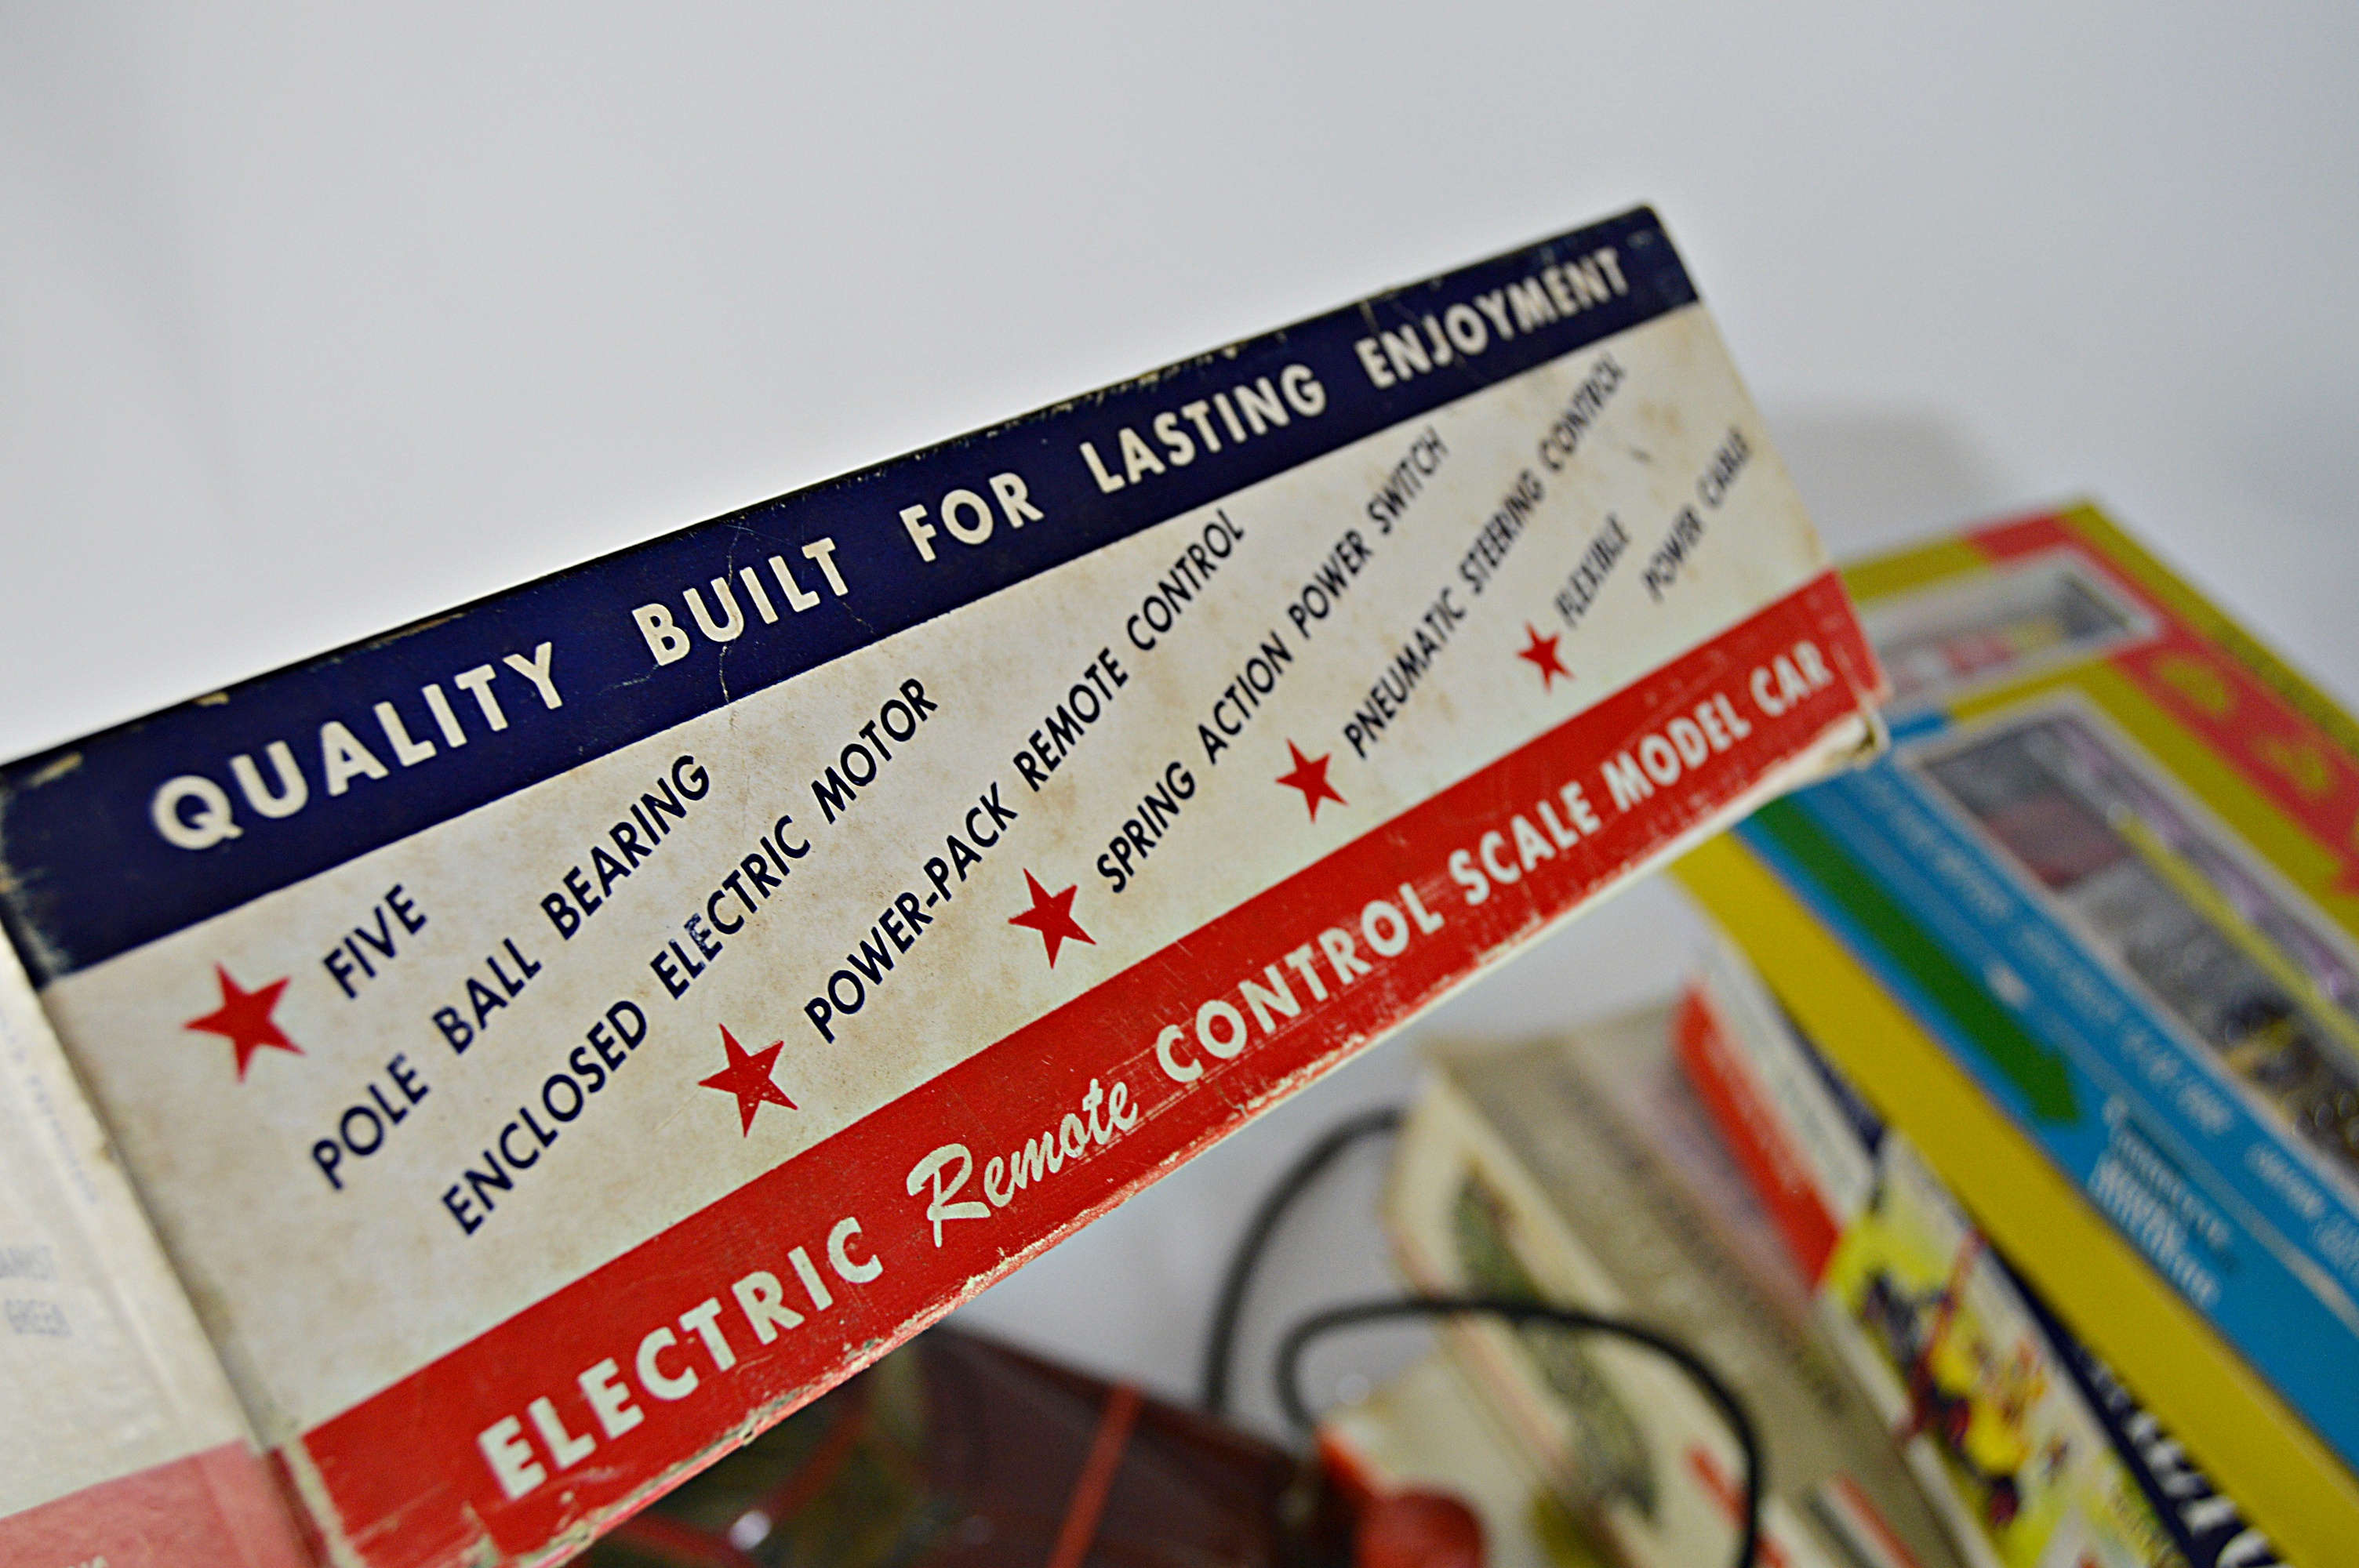 QUALITY BUILT FOR LASTING ENJOYMENT
FIVE
POLE BALL BEARING
ENCLOSED ELECTRIC MOTOR
POWER-PACK REMOTE CONTROL
SPRING ACTION POWER SWITCH
PNEUMATIC STEERING CONTROL
FLEXIBLE
POWER CABLE
ELECTRIC Remote CONTROL SCALE MODEL CAR
GREEN